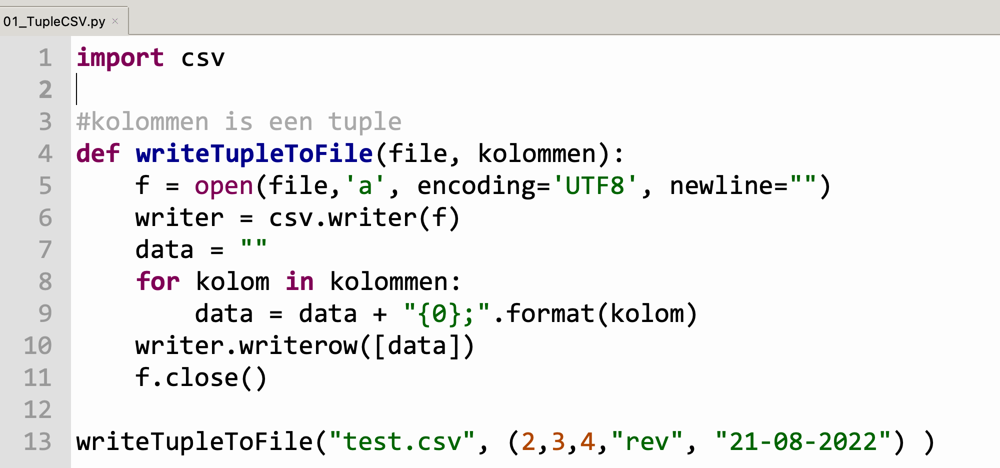 01_TupleCSV.py ×
1 import csv
2
3 #kolommen is een tuple
4 def writeTupleToFile(file, kolommen):
5     f = open(file,'a', encoding='UTF8', newline="")
6     writer = csv.writer(f)
7     data = ""
8     for kolom in kolommen:
9         data = data + "{0};".format(kolom)
10     writer.writerow([data])
11     f.close()
12
13 writeTupleToFile("test.csv", (2,3,4,"rev", "21-08-2022") )